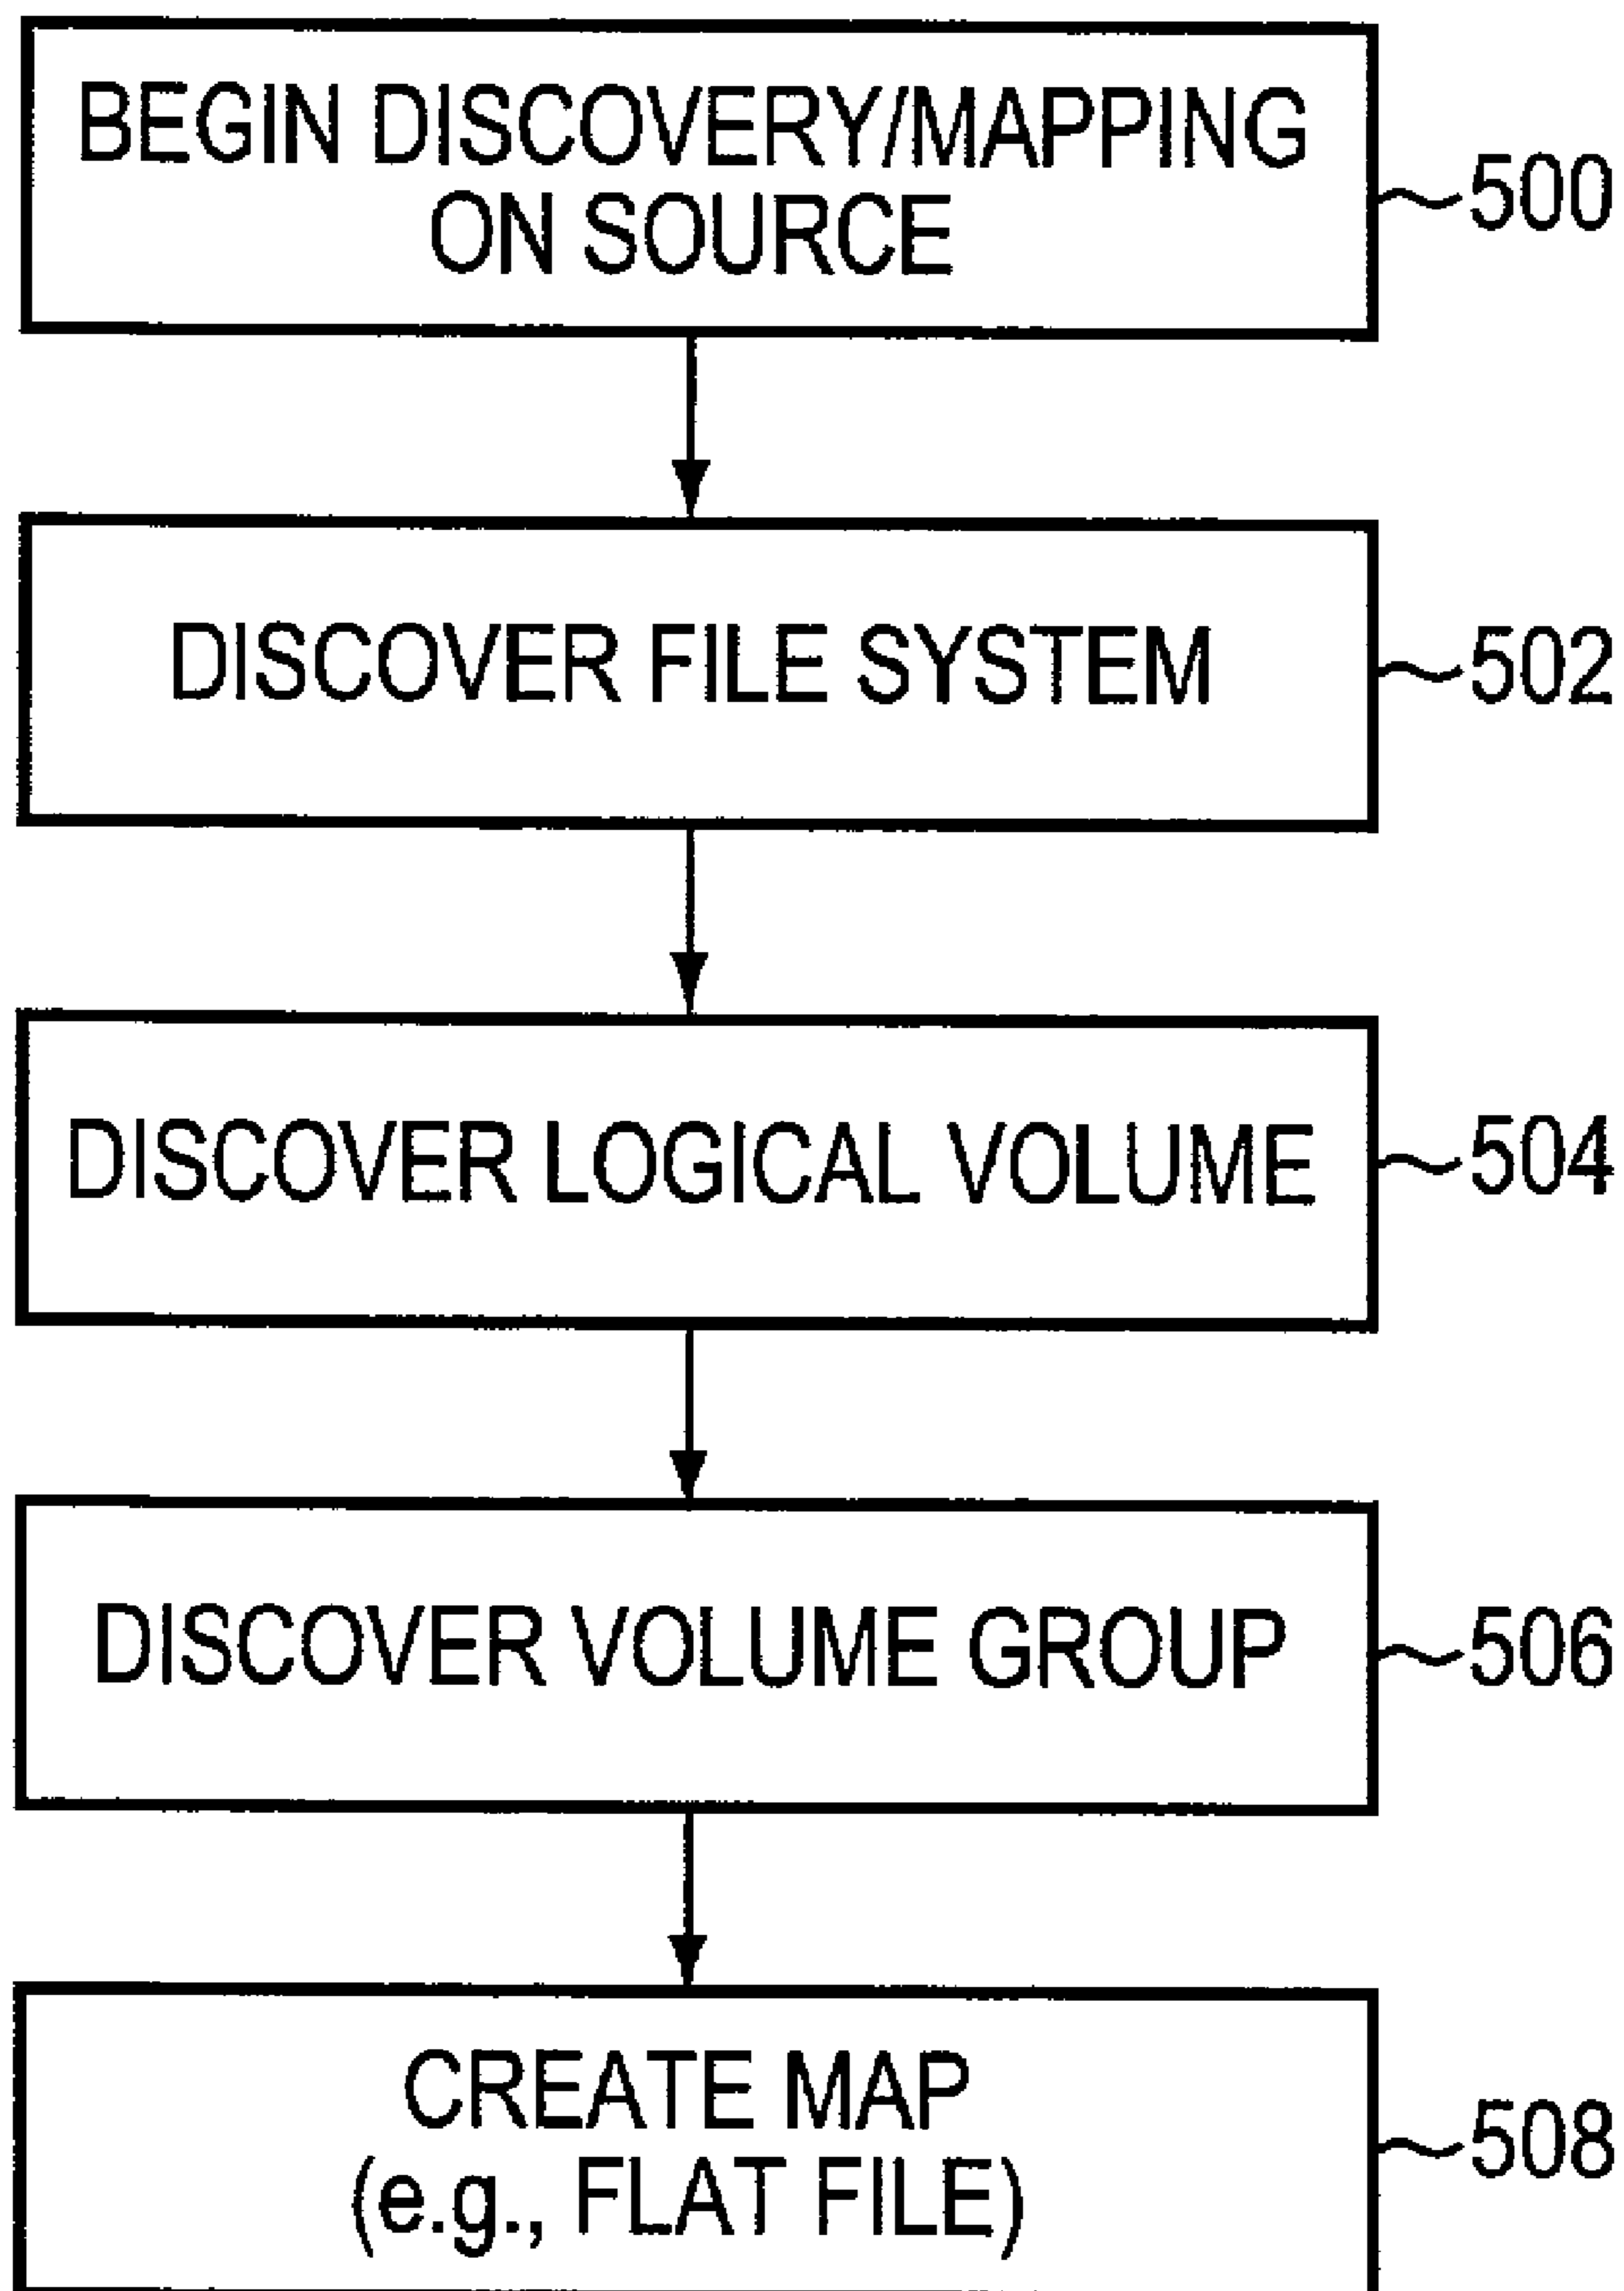 BEGIN DISCOVERY/MAPPING
ON SOURCE
500
DISCOVER FILE SYSTEM
502
DISCOVER LOGICAL VOLUME
504
DISCOVER VOLUME GROUP
506
CREATE MAP
(e.g., FLAT FILE)
508